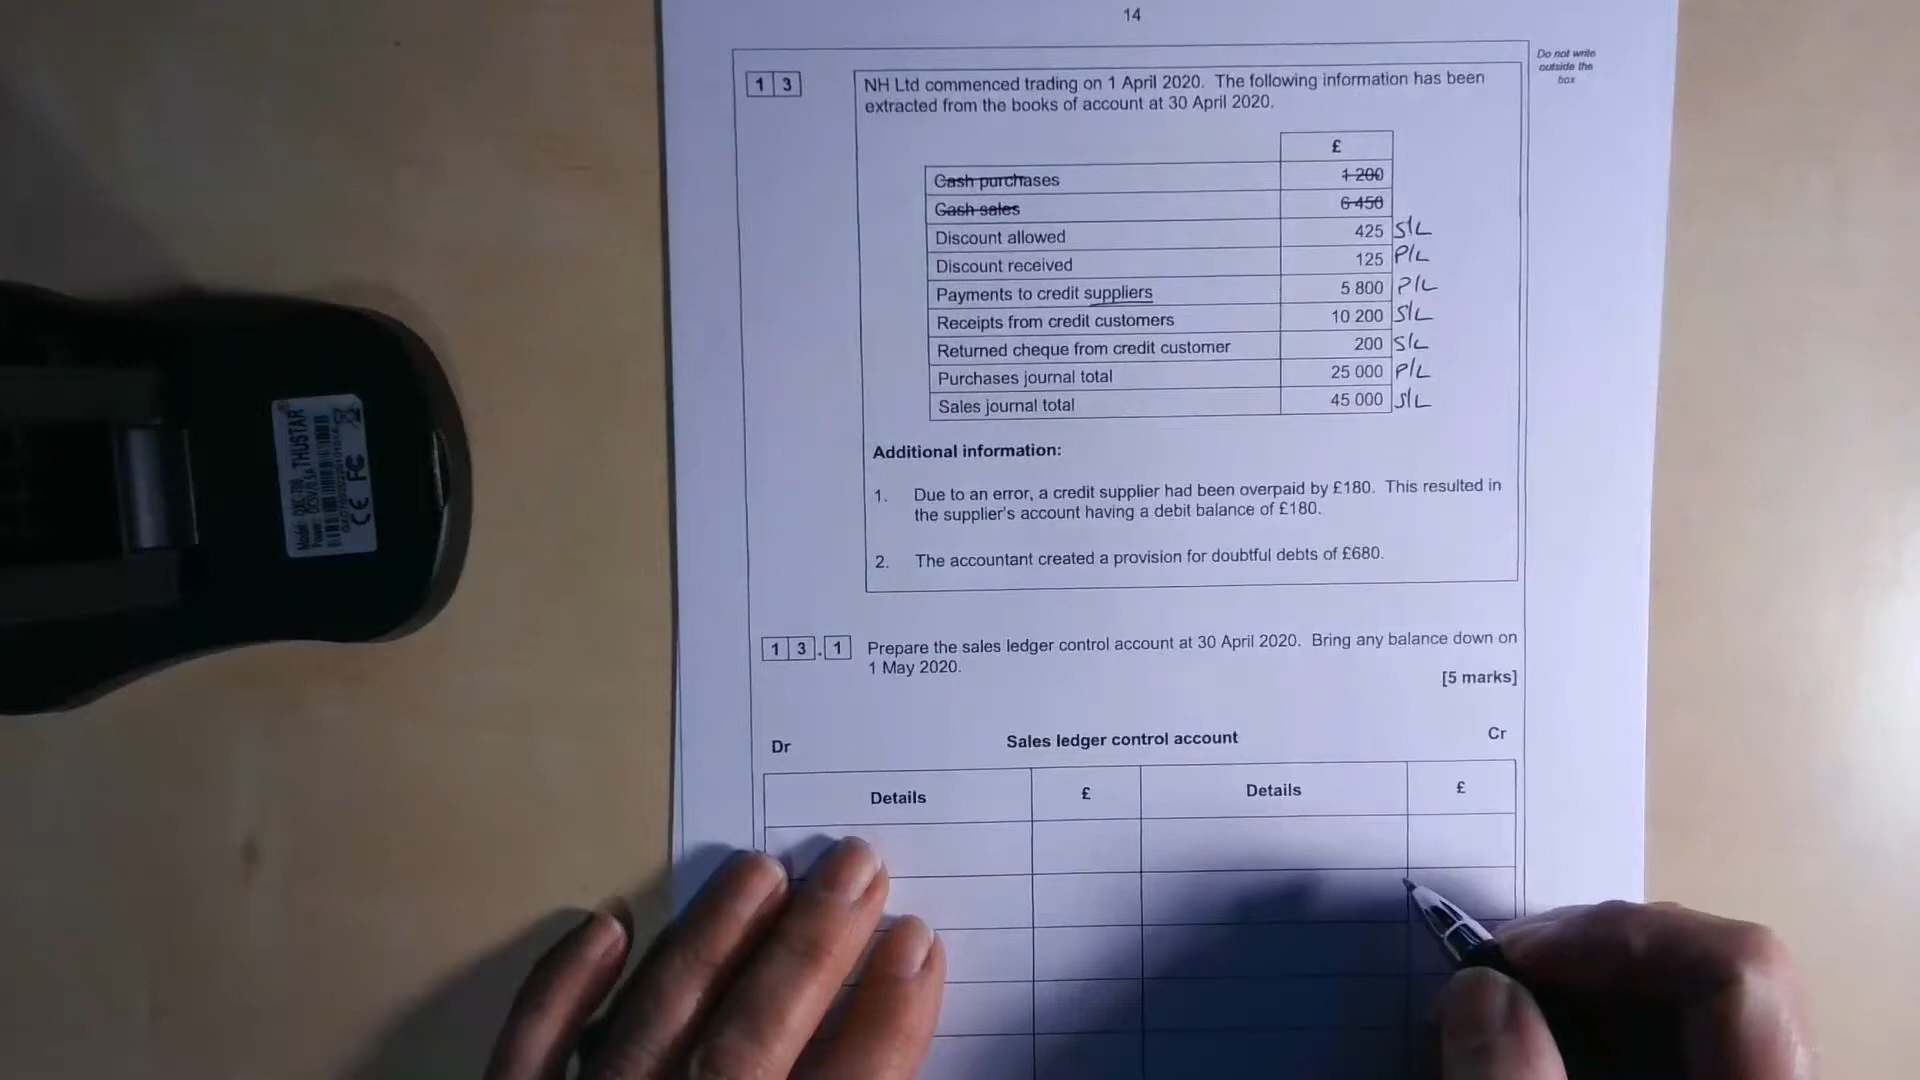 14
Do not write
outside the
box
1 3
NH Ltd commenced trading on 1 April 2020. The following information has been
extracted from the books of account at 30 April 2020.
£
Cash purchases 1 200
Cash sales 6 450
Discount allowed 425 S/L
Discount received 125 P/L
Payments to credit suppliers 5 800 P/L
Receipts from credit customers 10 200 S/L
Returned cheque from credit customer 200 S/L
Purchases journal total 25 000 P/L
Sales journal total 45 000 S/L
Additional information:
1. Due to an error, a credit supplier had been overpaid by £180. This resulted in
the supplier's account having a debit balance of £180.
2. The accountant created a provision for doubtful debts of £680.
1 3 . 1 Prepare the sales ledger control account at 30 April 2020. Bring any balance down on
1 May 2020.
[5 marks]
Dr Sales ledger control account Cr
Details £ Details £
THUSTAR
CE FC